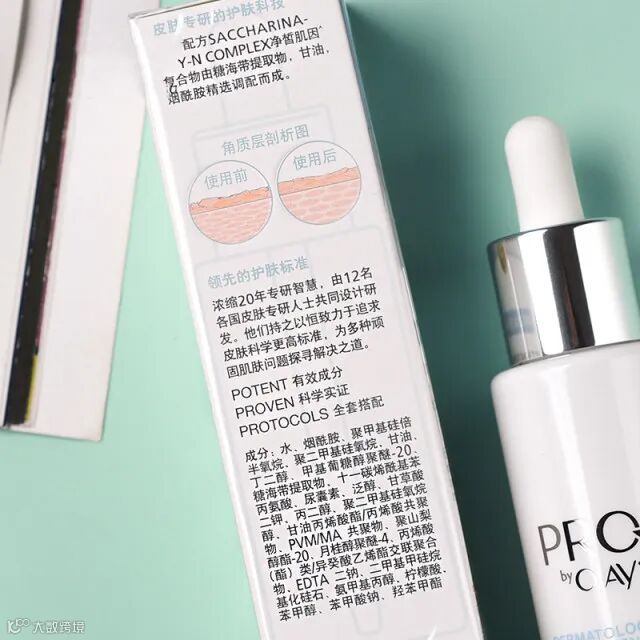 皮肤专研的护肤科技
配方SACCHARINA-
Y-N COMPLEX净皙肌因^
复合物由糖海带提取物，甘油，
烟酰胺精选调配而成。
角质层剖析图
使用前
使用后
领先的护肤标准
浓缩20年专研智慧，由12名
各国皮肤专研人士共同设计研
发。他们持之以恒致力于追求
皮肤科学更高标准，为多种顽
固肌肤问题探寻解决之道。
POTENT 有效成分
PROVEN 科学实证
PROTOCOLS 全套搭配
成分：水、烟酰胺、聚甲基硅倍
半氧烷、聚二甲基硅氧烷、甘油、
丁二醇、甲基葡糖醇聚醚-20、
糖海带提取物、十一碳烯酰基苯
丙氨酸、尿囊素、泛醇、甘草酸
二钾、丙二醇、聚二甲基硅氧烷
醇、甘油丙烯酸酯/丙烯酸共聚
物、PVM/MA 共聚物、聚山梨
醇酯-20、月桂醇聚醚-4、丙烯酸
（酯）类/异癸酸乙烯酯交联聚合
物、EDTA 二钠、二甲基甲硅烷
基化硅石、氨甲基丙醇、柠檬酸、
苯甲醇、苯甲酸钠、羟苯甲酯
PRO
by OLAY
DERMATOLO
大数跨境